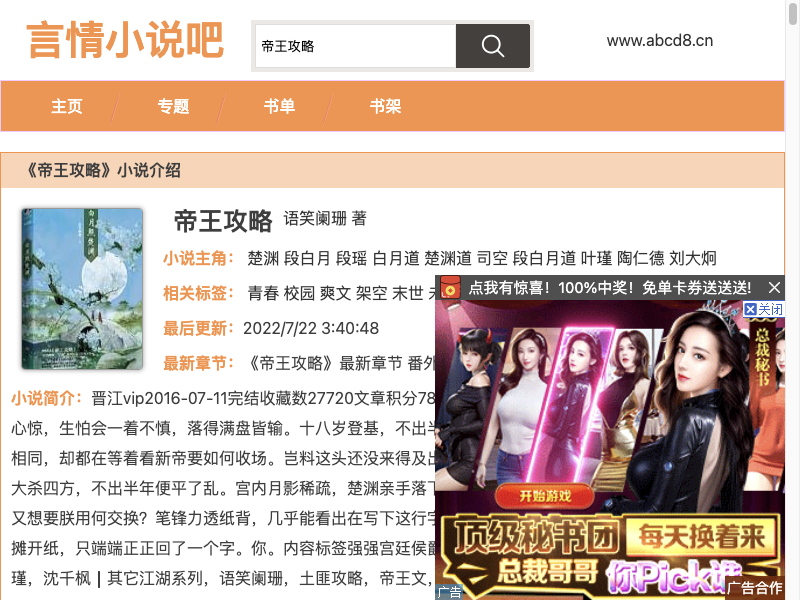 言情小说吧
帝王攻略
www.abcd8.cn
主页
专题
书单
书架
《帝王攻略》小说介绍
帝王攻略 语笑阑珊 著
小说主角： 楚渊 段白月 段瑶 白月道 楚渊道 司空 段白月道 叶瑾 陶仁德 刘大炯
相关标签： 青春 校园 爽文 架空 末世
最后更新： 2022/7/22 3:40:48
最新章节： 《帝王攻略》最新章节 番外
小说简介： 晋江vip2016-07-11完结收藏数27720文章积分78
心惊，生怕会一着不慎，落得满盘皆输。十八岁登基，不出半
相同，却都在等着看新帝要如何收场。岂料这头还没来得及出
大杀四方，不出半年便平了乱。宫内月影稀疏，楚渊亲手落下
又想要朕用何交换？笔锋力透纸背，几乎能看出在写下这行字
摊开纸，只端端正正回了一个字。你。内容标签强强宫廷侯爵
瑾，沈千枫┃其它江湖系列，语笑阑珊，土匪攻略，帝王文，
点我有惊喜！100%中奖！免单卡券送送送!
关闭
总裁秘书
开始游戏
顶级秘书团 每天换着来
总裁哥哥 你Pick谁
广告
广告合作